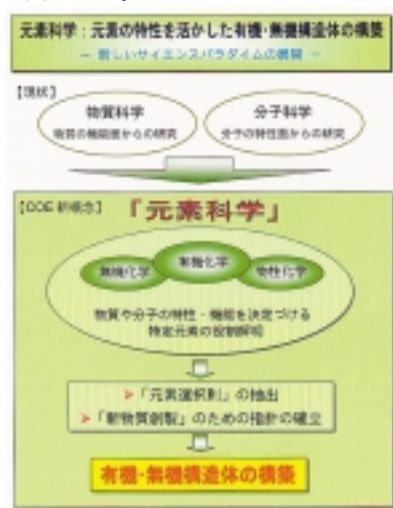 元素科学：元素の特性を活かした有機・無機構造体の構築
－ 新しいサイエンスパラダイムの展開 －
【現状】
物質科学
物質の機能面からの研究
分子科学
分子の特性面からの研究
【COE 新概念】
「元素科学」
無機化学
有機化学
物性化学
物質や分子の特性・機能を決定づける
特定元素の役割解明
➢「元素選択則」の抽出
➢「新物質創製」のための指針の確立
有機・無機構造体の構築